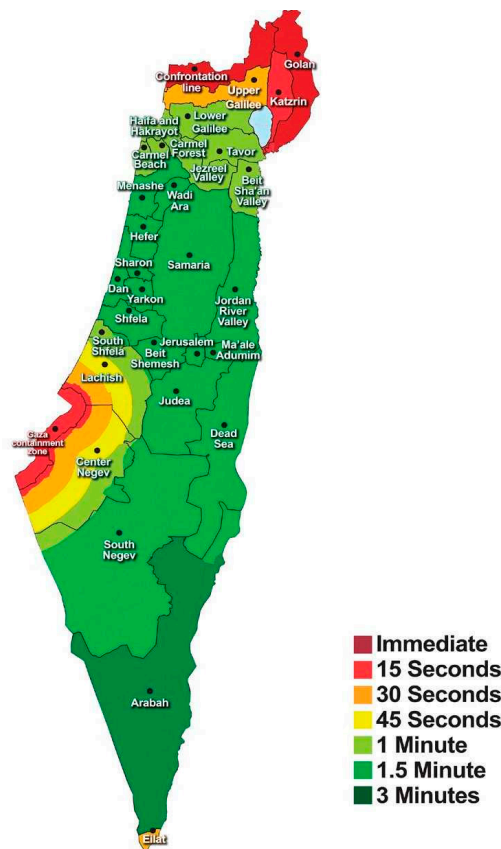 Golan
Confrontation
line
Upper
Galilee
Katzrin
Lower
Galilee
Haifa and
Hakrayot
Carmel
Forest
Carmel
Beach
Tavor
Jezreel
Valley
Beit
Sha'an
Valley
Menashe
Wadi
Ara
Hefer
Samaria
Sharon
Dan
Yarkon
Jordan
River
Valley
Shfela
South
Shfela
Jerusalem
Ma'ale
Adumim
Beit
Shemesh
Lachish
Judea
Gaza
containment
zone
Dead
Sea
Center
Negev
South
Negev
Arabah
Eilat
Immediate
15 Seconds
30 Seconds
45 Seconds
1 Minute
1.5 Minute
3 Minutes